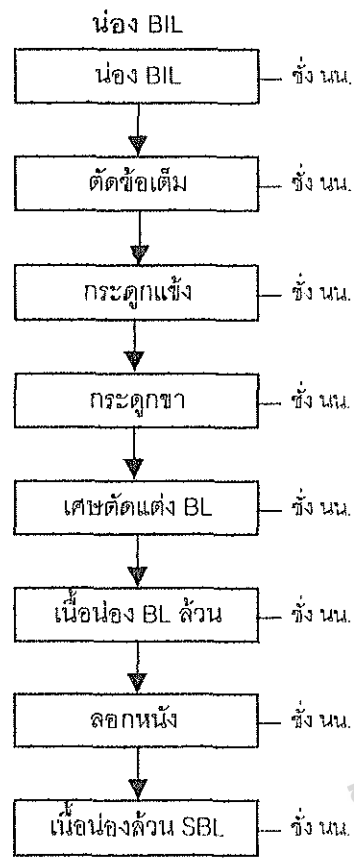 น่อง BIL
น่อง BIL ชั่ง นน.
ตัดข้อเต็ม ชั่ง นน.
กระดูกแข้ง ชั่ง นน.
กระดูกขา ชั่ง นน.
เศษตัดแต่ง BL ชั่ง นน.
เนื้อน่อง BL ล้วน ชั่ง นน.
ลอกหนัง ชั่ง นน.
เนื้อน่องล้วน SBL ชั่ง นน.